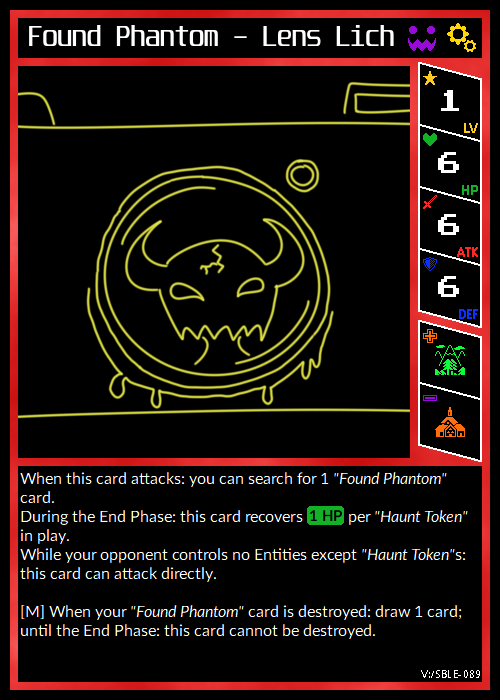 Found Phantom - Lens Lich
1
LV
6
HP
6
ATK
6
DEF
When this card attacks: you can search for 1 "Found Phantom"
card.
During the End Phase: this card recovers 1 HP per "Haunt Token"
in play.
While your opponent controls no Entities except "Haunt Token"s:
this card can attack directly.
[M] When your "Found Phantom" card is destroyed: draw 1 card;
until the End Phase: this card cannot be destroyed.
V:/SBLE-089